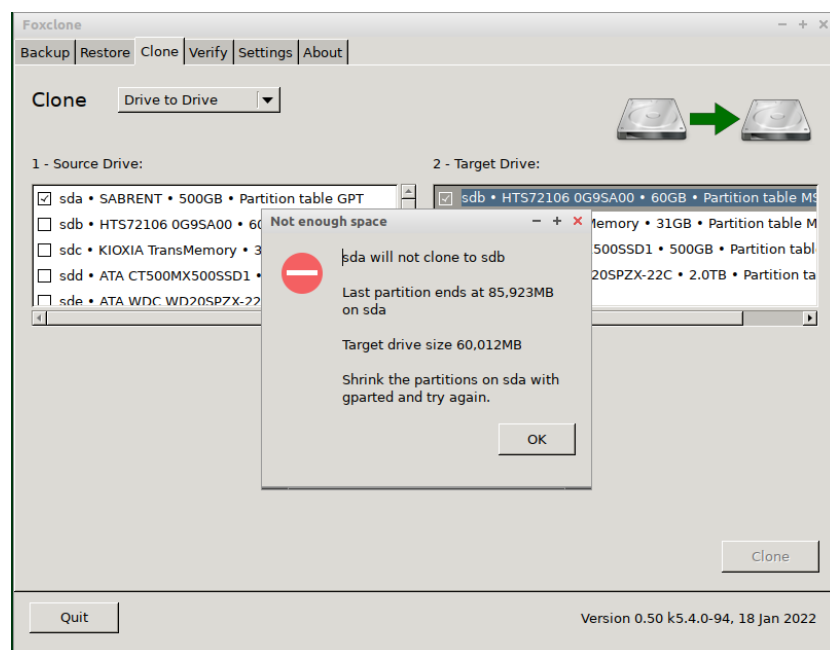 Foxclone
Backup Restore Clone Verify Settings About
Clone Drive to Drive
1 - Source Drive:
2 - Target Drive:
sda • SABRENT • 500GB • Partition table GPT
sdb • HTS72106 0G9SA00 • 60
sdc • KIOXIA TransMemory • 3
sdd • ATA CT500MX500SSD1 •
sde • ATA WDC WD20SPZX-22
sdb • HTS72106 0G9SA00 • 60GB • Partition table MS
Memory • 31GB • Partition table M
500SSD1 • 500GB • Partition tabl
20SPZX-22C • 2.0TB • Partition ta
Not enough space
sda will not clone to sdb
Last partition ends at 85,923MB
on sda
Target drive size 60,012MB
Shrink the partitions on sda with
gparted and try again.
OK
Clone
Quit
Version 0.50 k5.4.0-94, 18 Jan 2022